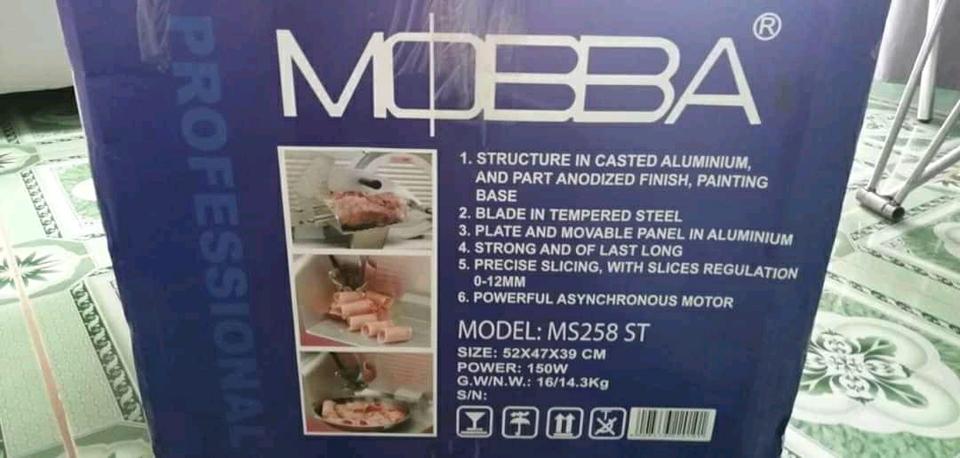 PROFESSIONAL
MOBBA®
1. STRUCTURE IN CASTED ALUMINIUM,
AND PART ANODIZED FINISH, PAINTING
BASE
2. BLADE IN TEMPERED STEEL
3. PLATE AND MOVABLE PANEL IN ALUMINIUM
4. STRONG AND OF LAST LONG
5. PRECISE SLICING, WITH SLICES REGULATION
0-12MM
6. POWERFUL ASYNCHRONOUS MOTOR
MODEL: MS258 ST
SIZE: 52X47X39 CM
POWER: 150W
G.W/N.W.: 16/14.3Kg
S/N: